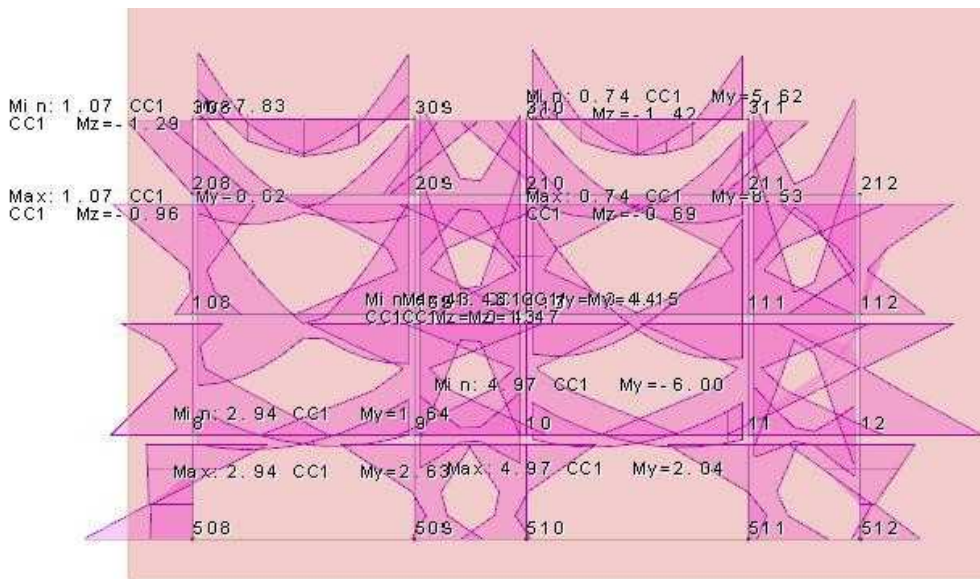 Min: 0.74 CC1 My=5.62
Min: 1.07 CC1 308 309 310 311
CC1 Mz=-1.29 CC1 Mz=-1.42
208 209 210 211 212
Max: 1.07 CC1 My=0.62 Max: 0.74 CC1
CC1 Mz=-0.96 CC1 Mz=-0.69
108 111 112
Min: 4.97 CC1 My=-6.00
Min: 2.94 CC1 My=1.64
8 9 10 11 12
Max: 2.94 CC1 My=2.63 Max: 4.97 CC1 My=2.04
508 509 510 511 512